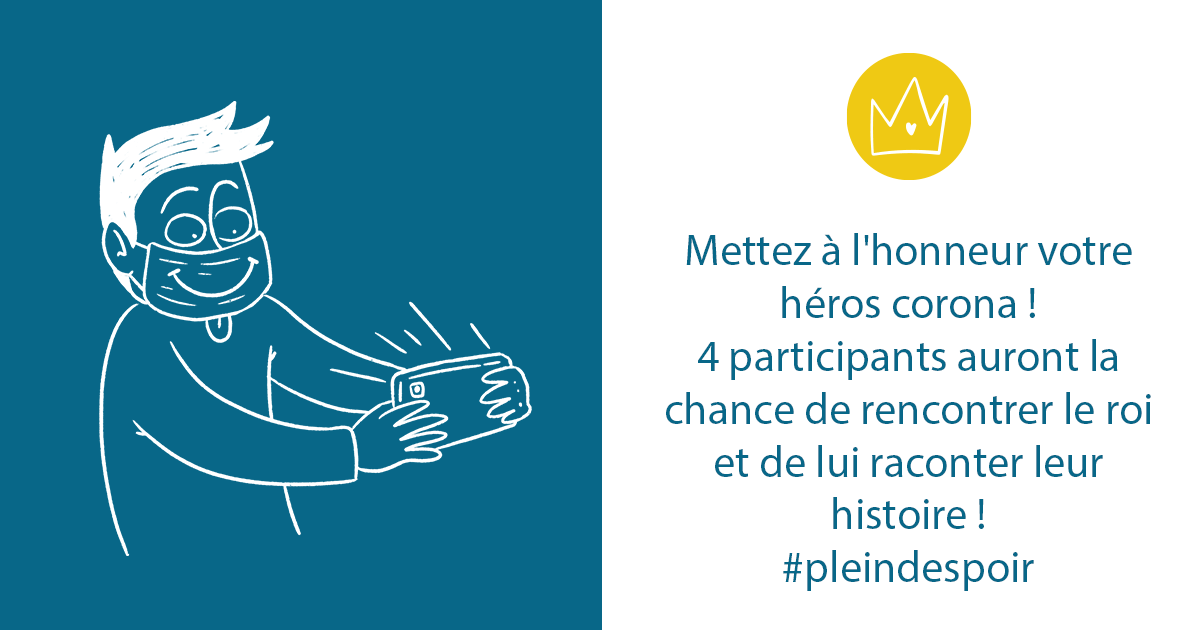 Mettez à l'honneur votre
héros corona !
4 participants auront la
chance de rencontrer le roi
et de lui raconter leur
histoire !
#pleindespoir